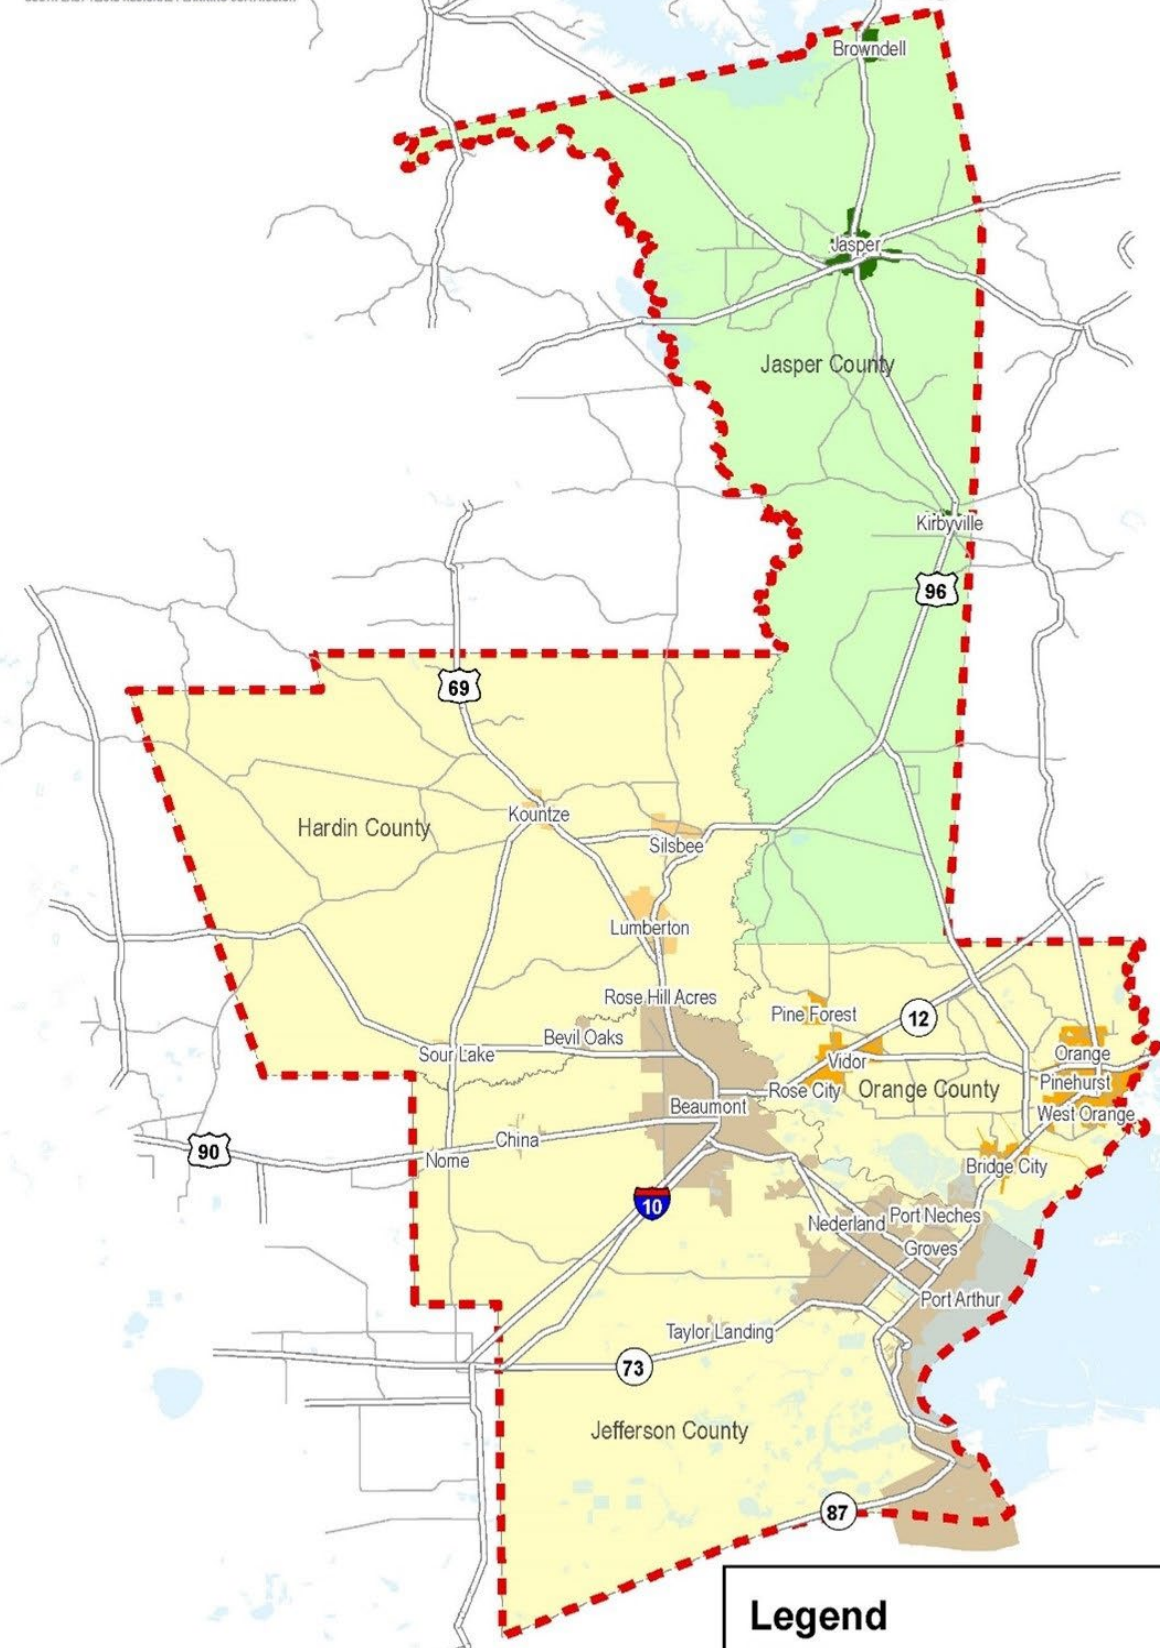 Browndell
Jasper
Jasper County
Kirbyville
96
69
Kountze
Hardin County
Silsbee
Lumberton
Rose Hill Acres
Pine Forest
12
Bevil Oaks
Sour Lake
Vidor
Orange
Rose City
Orange County
Pinehurst
Beaumont
West Orange
China
90
Nome
Bridge City
10
Nederland
Port Neches
Groves
Port Arthur
Taylor Landing
73
Jefferson County
87
Legend